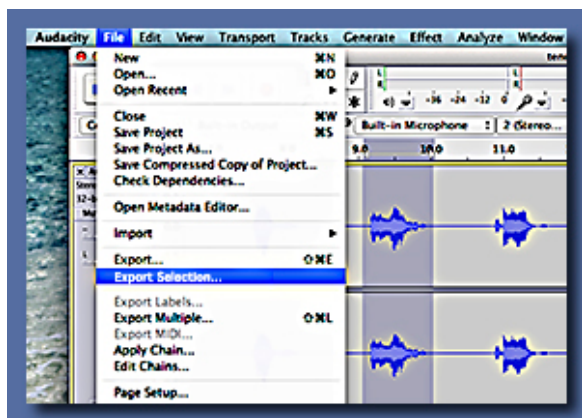 Audacity File Edit View Transport Tracks Generate Effect Analyze Window
New ⌘N
Open... ⌘O
Open Recent
Close ⌘W
Save Project ⌘S
Save Project As...
Save Compressed Copy of Project...
Check Dependencies...
Open Metadata Editor...
Import
Export... ⇧⌘E
Export Selection...
Export Labels...
Export Multiple... ⇧⌘L
Export MIDI...
Apply Chain...
Edit Chains...
Page Setup...
L
R
-36 -24 -12 0
Built-in Microphone
2 (Stereo...
9.0 10.0 11.0